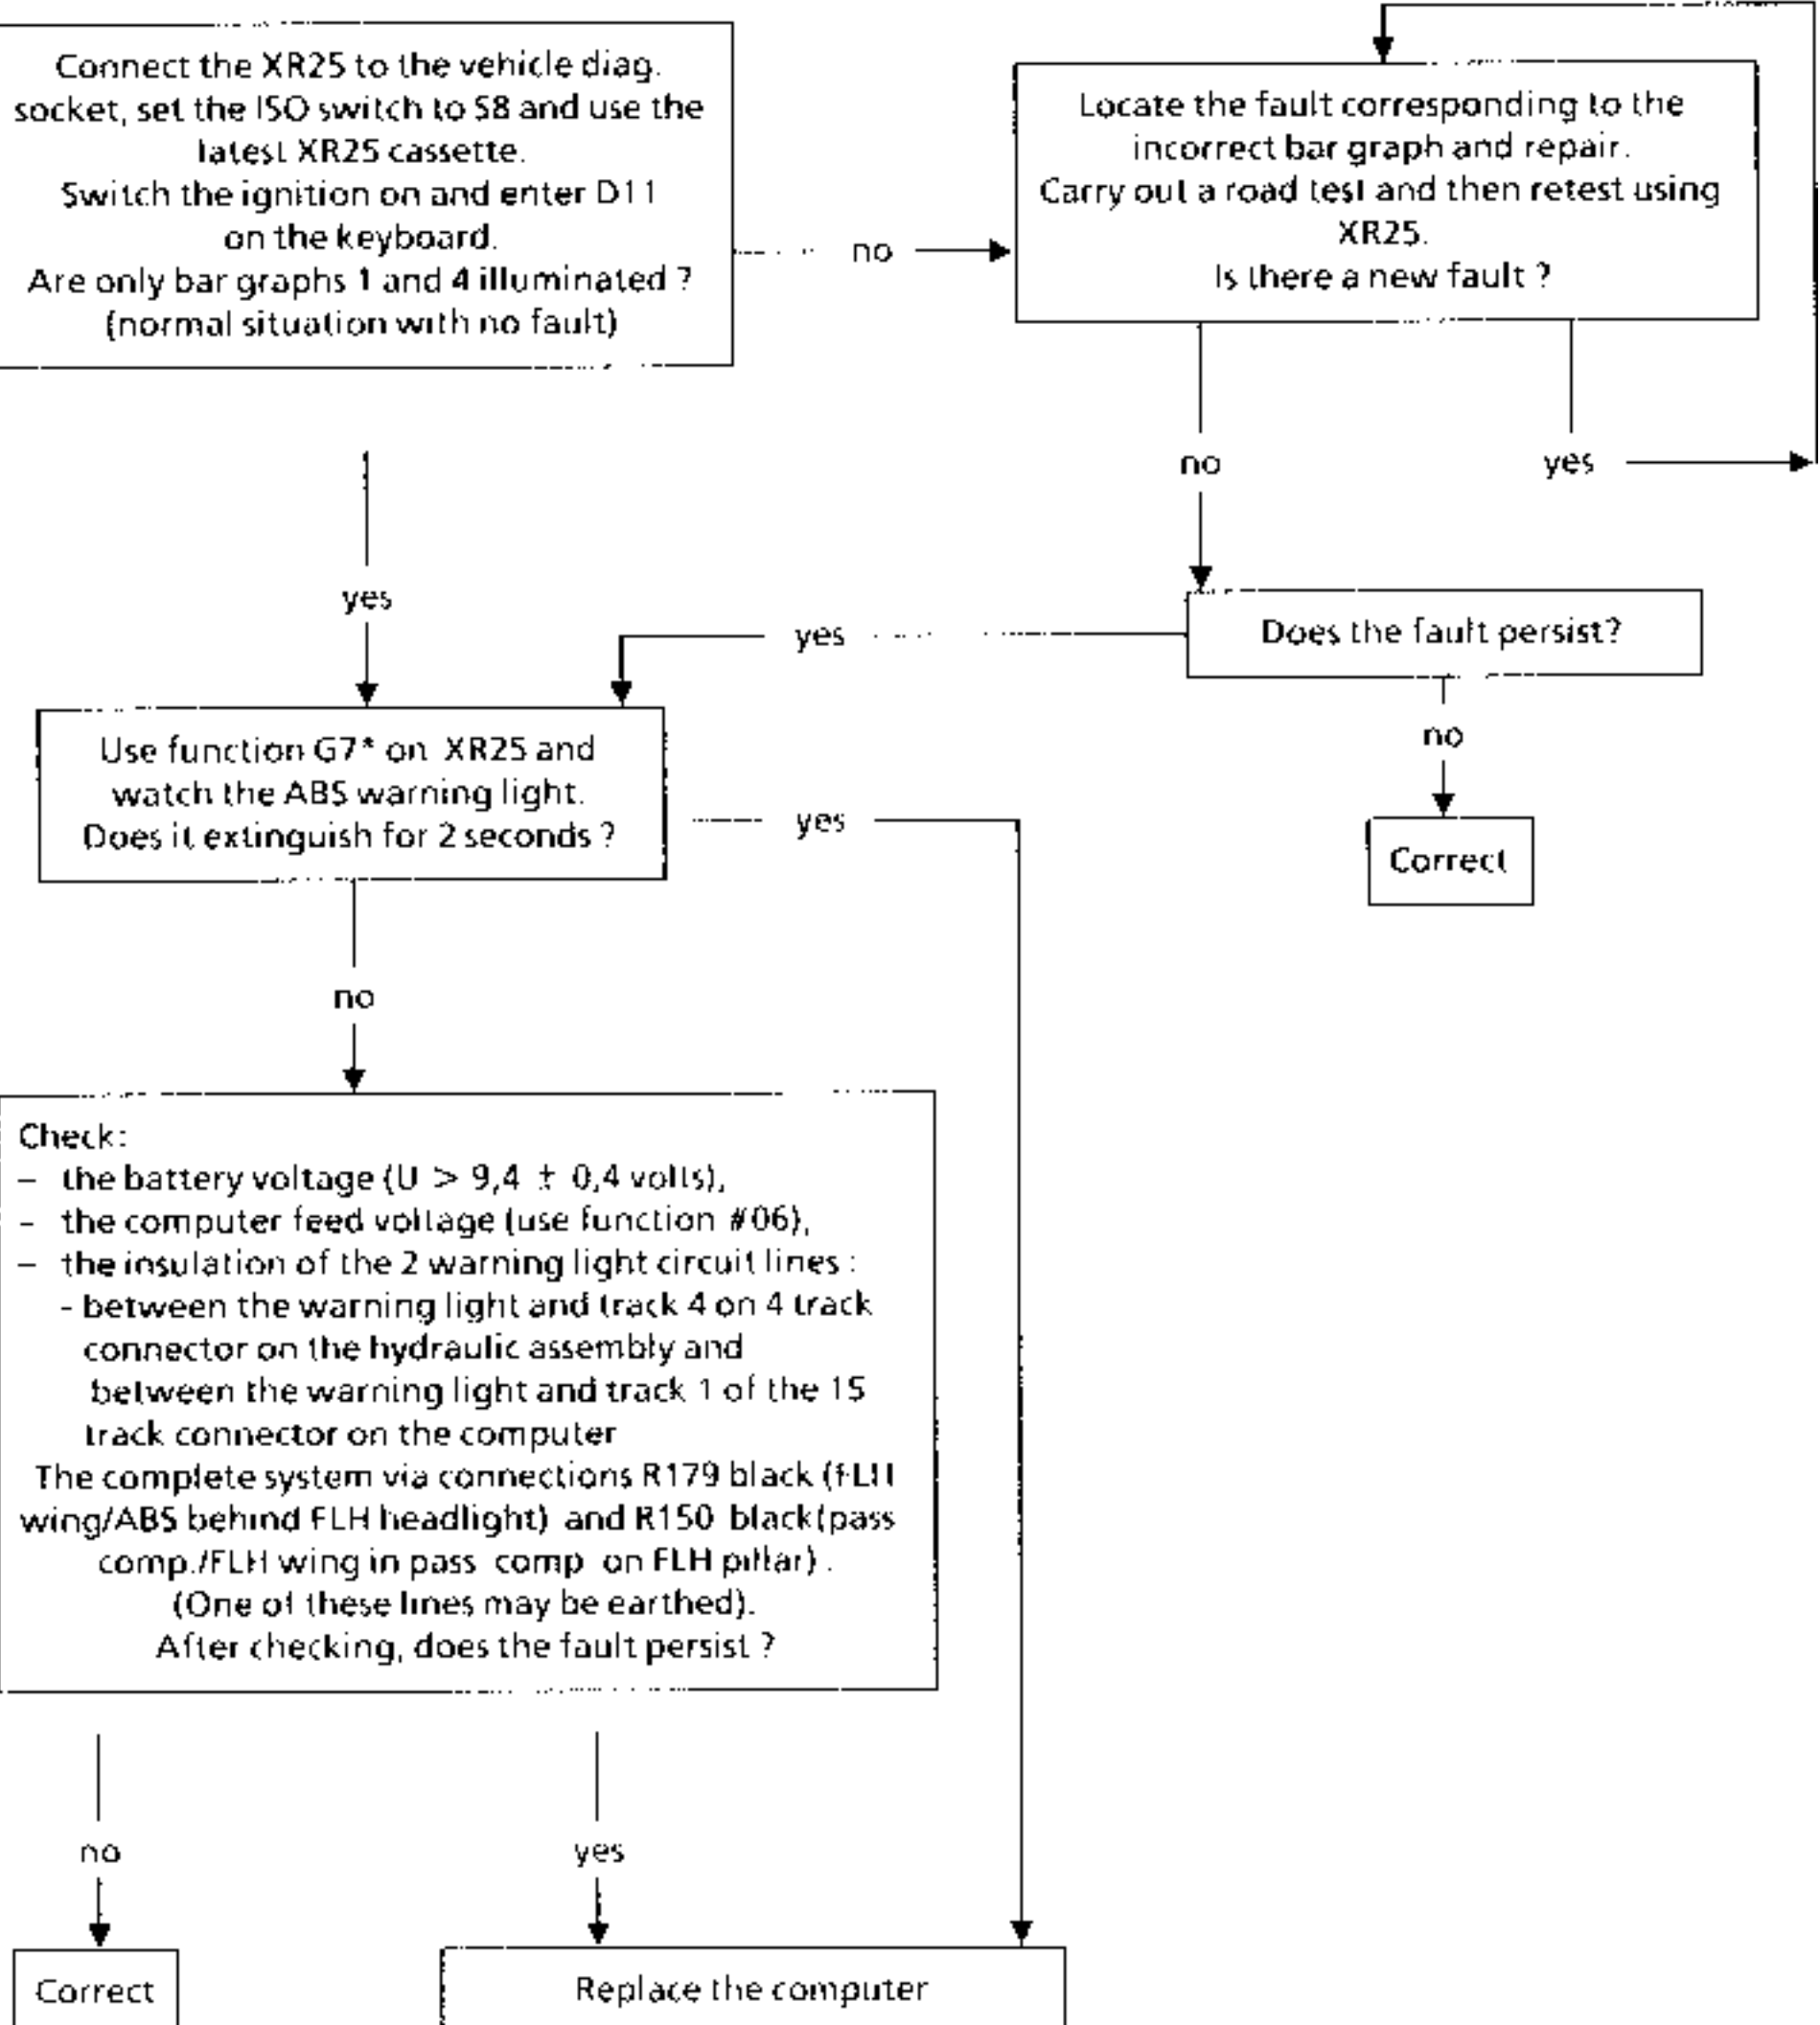 Connect the XR25 to the vehicle diag.
socket, set the ISO switch to S8 and use the
latest XR25 cassette.
Switch the ignition on and enter D11
on the keyboard.
Are only bar graphs 1 and 4 illuminated ?
(normal situation with no fault)
no
Locate the fault corresponding to the
incorrect bar graph and repair.
Carry out a road test and then retest using
XR25.
Is there a new fault ?
no
yes
yes
yes
Does the fault persist?
no
Correct
Use function G7* on XR25 and
watch the ABS warning light.
Does it extinguish for 2 seconds ?
yes
no
Check:
– the battery voltage (U > 9,4 ± 0,4 volts),
– the computer feed voltage (use function #06),
– the insulation of the 2 warning light circuit lines :
- between the warning light and track 4 on 4 track
connector on the hydraulic assembly and
between the warning light and track 1 of the 15
track connector on the computer
The complete system via connections R179 black (FLH
wing/ABS behind FLH headlight) and R150 black(pass
comp./FLH wing in pass comp on FLH pillar) .
(One of these lines may be earthed).
After checking, does the fault persist ?
no
yes
Correct
Replace the computer